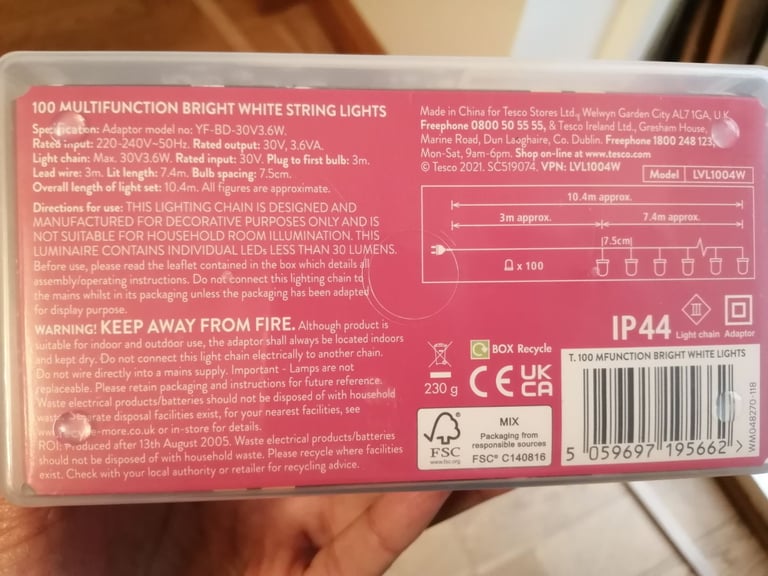 100 MULTIFUNCTION BRIGHT WHITE STRING LIGHTS
Specification: Adaptor model no: YF-BD-30V3.6W.
Rated input: 220-240V~50Hz. Rated output: 30V, 3.6VA.
Light chain: Max. 30V3.6W. Rated input: 30V. Plug to first bulb: 3m.
Lead wire: 3m. Lit length: 7.4m. Bulb spacing: 7.5cm.
Overall length of light set: 10.4m. All figures are approximate.
Directions for use: THIS LIGHTING CHAIN IS DESIGNED AND
MANUFACTURED FOR DECORATIVE PURPOSES ONLY AND IS
NOT SUITABLE FOR HOUSEHOLD ROOM ILLUMINATION. THIS
LUMINAIRE CONTAINS INDIVIDUAL LEDs LESS THAN 30 LUMENS.
Before use, please read the leaflet contained in the box which details all
assembly/operating instructions. Do not connect this lighting chain to
the mains whilst in its packaging unless the packaging has been adapted
for display purpose.
WARNING! KEEP AWAY FROM FIRE. Although product is
suitable for indoor and outdoor use, the adaptor shall always be located indoors
and kept dry. Do not connect this light chain electrically to another chain.
Do not wire directly into a mains supply. Important - Lamps are not
replaceable. Please retain packaging and instructions for future reference.
Waste electrical products/batteries should not be disposed of with household
waste. Separate disposal facilities exist, for your nearest facilities, see
www.recycle-more.co.uk or in-store for details.
ROI: Produced after 13th August 2005. Waste electrical products/batteries
should not be disposed of with household waste. Please recycle where facilities
exist. Check with your local authority or retailer for recycling advice.
Made in China for Tesco Stores Ltd., Welwyn Garden City AL7 1GA, U.K.
Freephone 0800 50 55 55, & Tesco Ireland Ltd., Gresham House,
Marine Road, Dun Laoghaire, Co. Dublin. Freephone 1800 248 123,
Mon-Sat, 9am-6pm. Shop on-line at www.tesco.com
© Tesco 2021. SC519074. VPN: LVL1004W
Model LVL1004W
10.4m approx.
3m approx. 7.4m approx.
7.5cm
x 100
IP44
III
Light chain Adaptor
BOX Recycle
230 g
CE UK CA
FSC
www.fsc.org
MIX
Packaging from
responsible sources
FSC® C140816
T. 100 MFUNCTION BRIGHT WHITE LIGHTS
5 059697 195662 >
WM048270-118